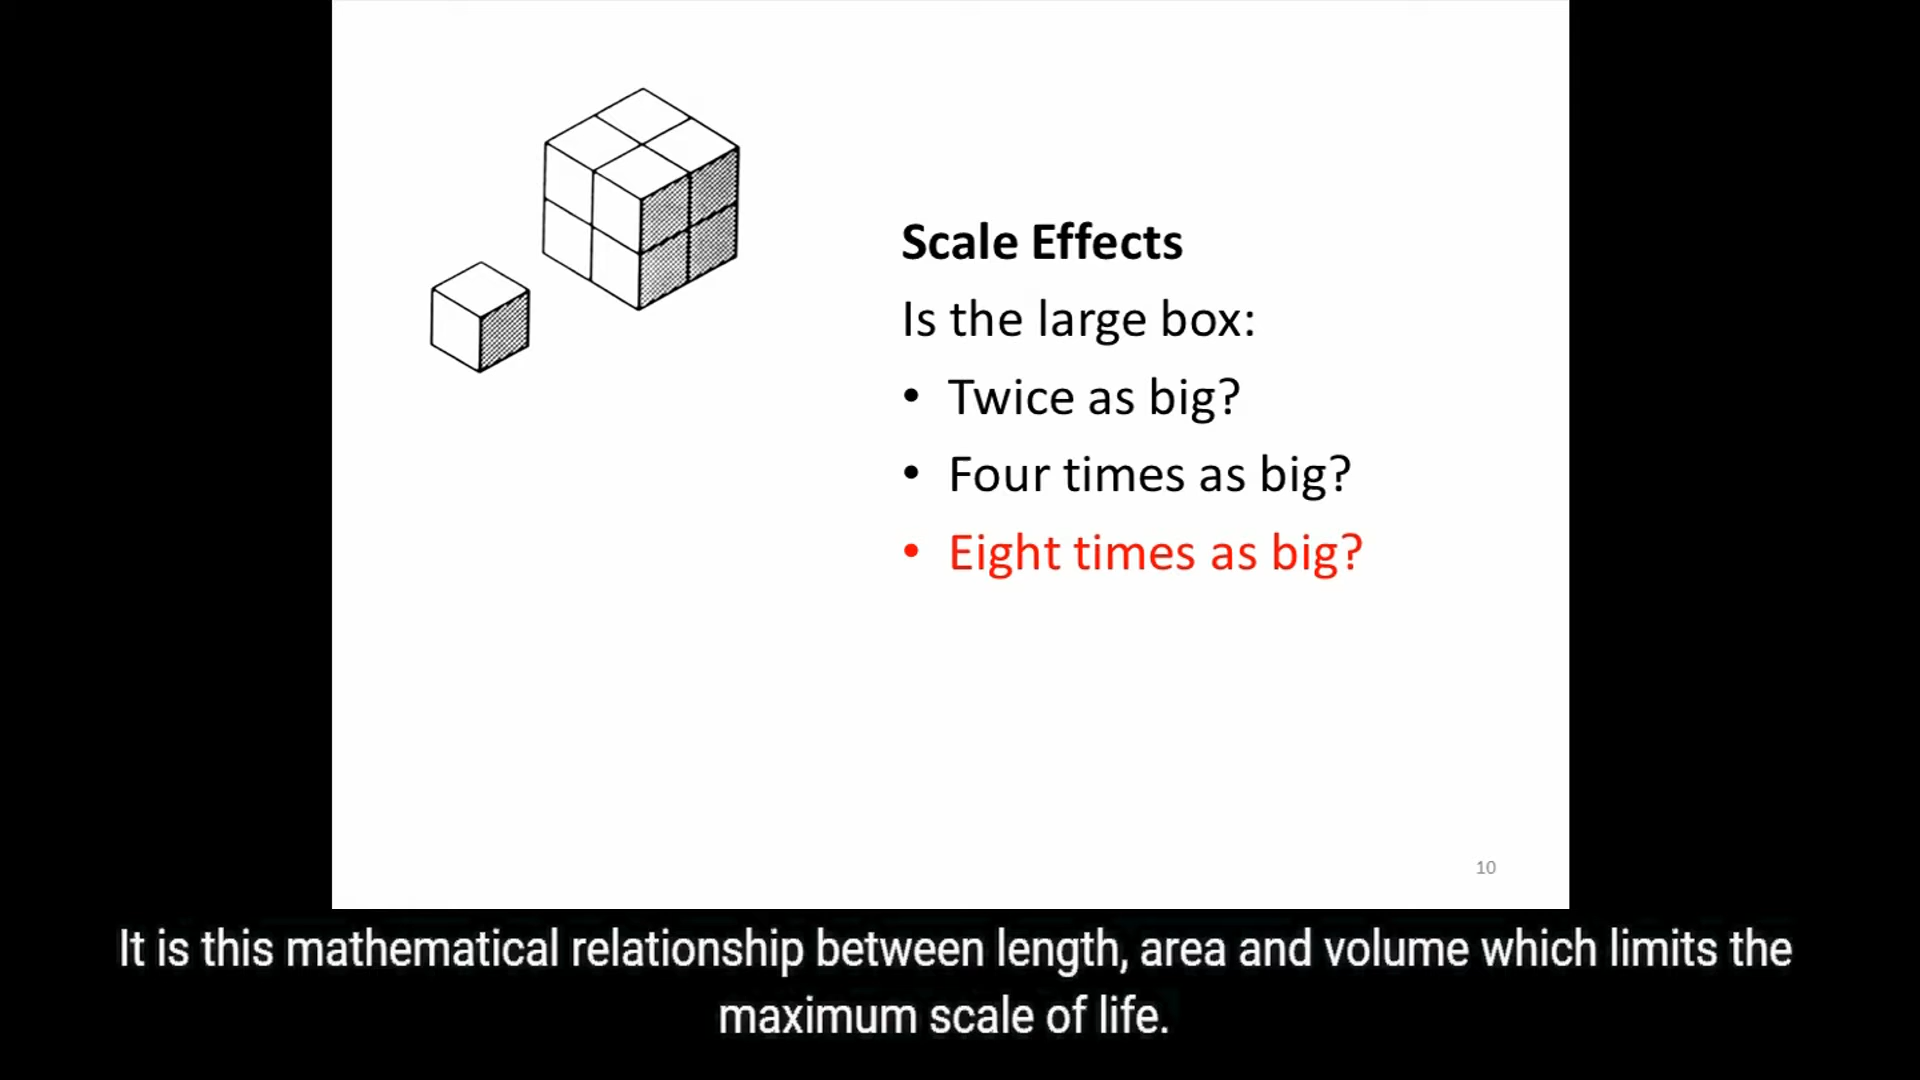 Scale Effects
Is the large box:
• Twice as big?
• Four times as big?
• Eight times as big?
10
It is this mathematical relationship between length, area and volume which limits the
maximum scale of life.